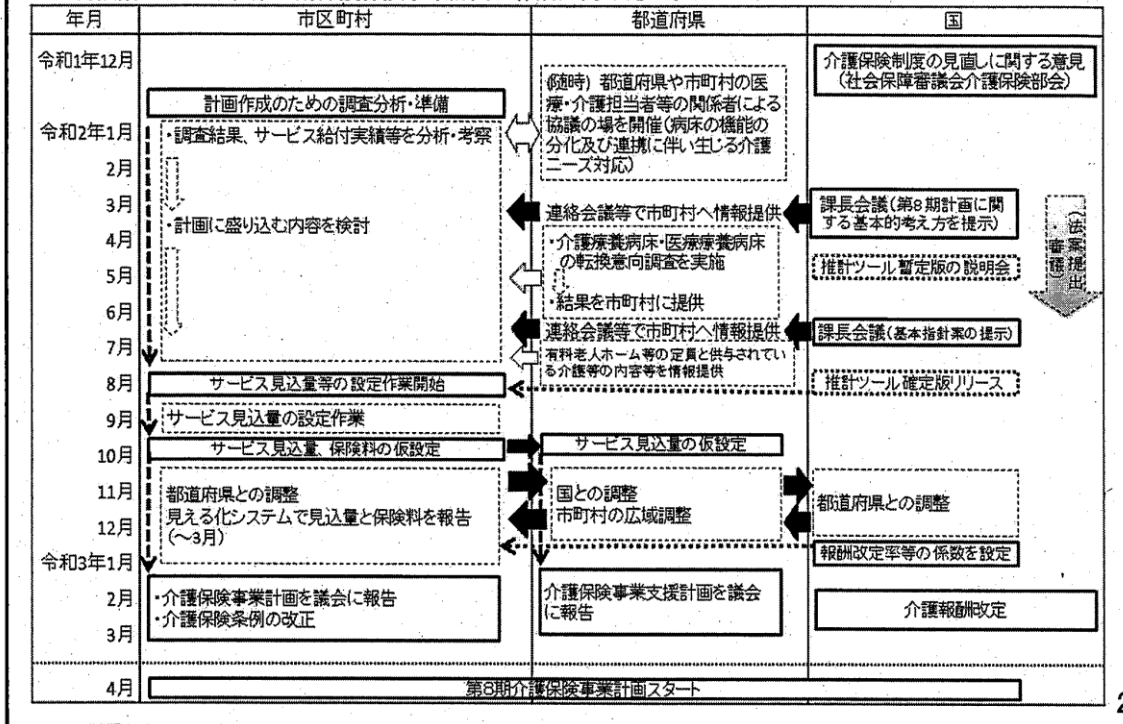 年月
市区町村
都道府県
国
令和1年12月
介護保険制度の見直しに関する意見
(社会保障審議会介護保険部会)
(随時) 都道府県や市町村の医
療・介護担当者等の関係者による
協議の場を開催(病床の機能の
分化及び連携に伴い生じる介護
ニーズ対応)
計画作成のための調査分析・準備
令和2年1月
・調査結果、サービス給付実績等を分析・考察
2月
3月
連絡会議等で市町村へ情報提供
課長会議(第8期計画に関
する基本的考え方を提示)
・計画に盛り込む内容を検討
4月
・介護療養病床・医療療養病床
の転換意向調査を実施
(法案提出
・審議)
5月
推計ツール暫定版の説明会
・結果を市町村に提供
6月
連絡会議等で市町村へ情報提供
課長会議(基本指針案の提示)
7月
有料老人ホーム等の定員と供与されてい
る介護等の内容等を情報提供
8月
サービス見込量等の設定作業開始
推計ツール確定版リリース
9月
サービス見込量の設定作業
10月
サービス見込量、保険料の仮設定
サービス見込量の仮設定
11月
都道府県との調整
見える化システムで見込量と保険料を報告
(～3月)
国との調整
市町村の広域調整
都道府県との調整
12月
報酬改定率等の係数を設定
令和3年1月
2月
・介護保険事業計画を議会に報告
・介護保険条例の改正
介護保険事業支援計画を議会
に報告
介護報酬改定
3月
4月
第8期介護保険事業計画スタート
2